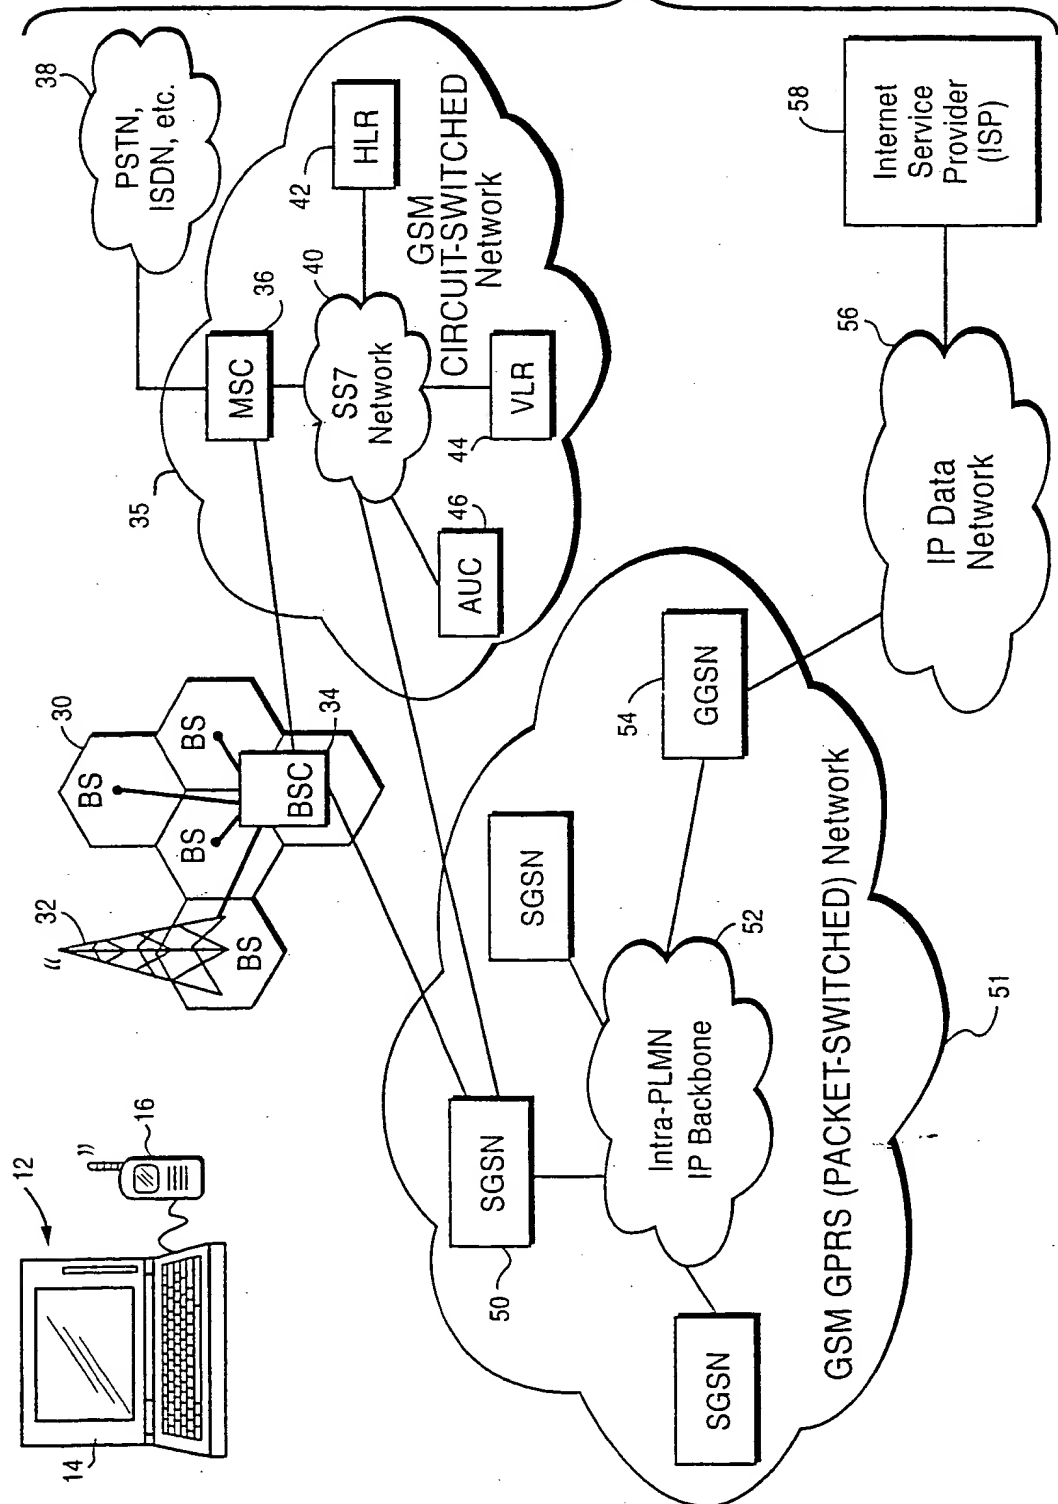 12
14
16
32
BS
BS
BS
BS
30
BSC
34
38
PSTN,
ISDN, etc.
35
MSC
36
SS7
Network
40
HLR
42
GSM
CIRCUIT-SWITCHED
Network
AUC
46
VLR
44
SGSN
50
SGSN
SGSN
Intra-PLMN
IP Backbone
52
GGSN
54
GSM GPRS (PACKET-SWITCHED) Network
51
IP Data
Network
56
Internet
Service
Provider
(ISP)
58